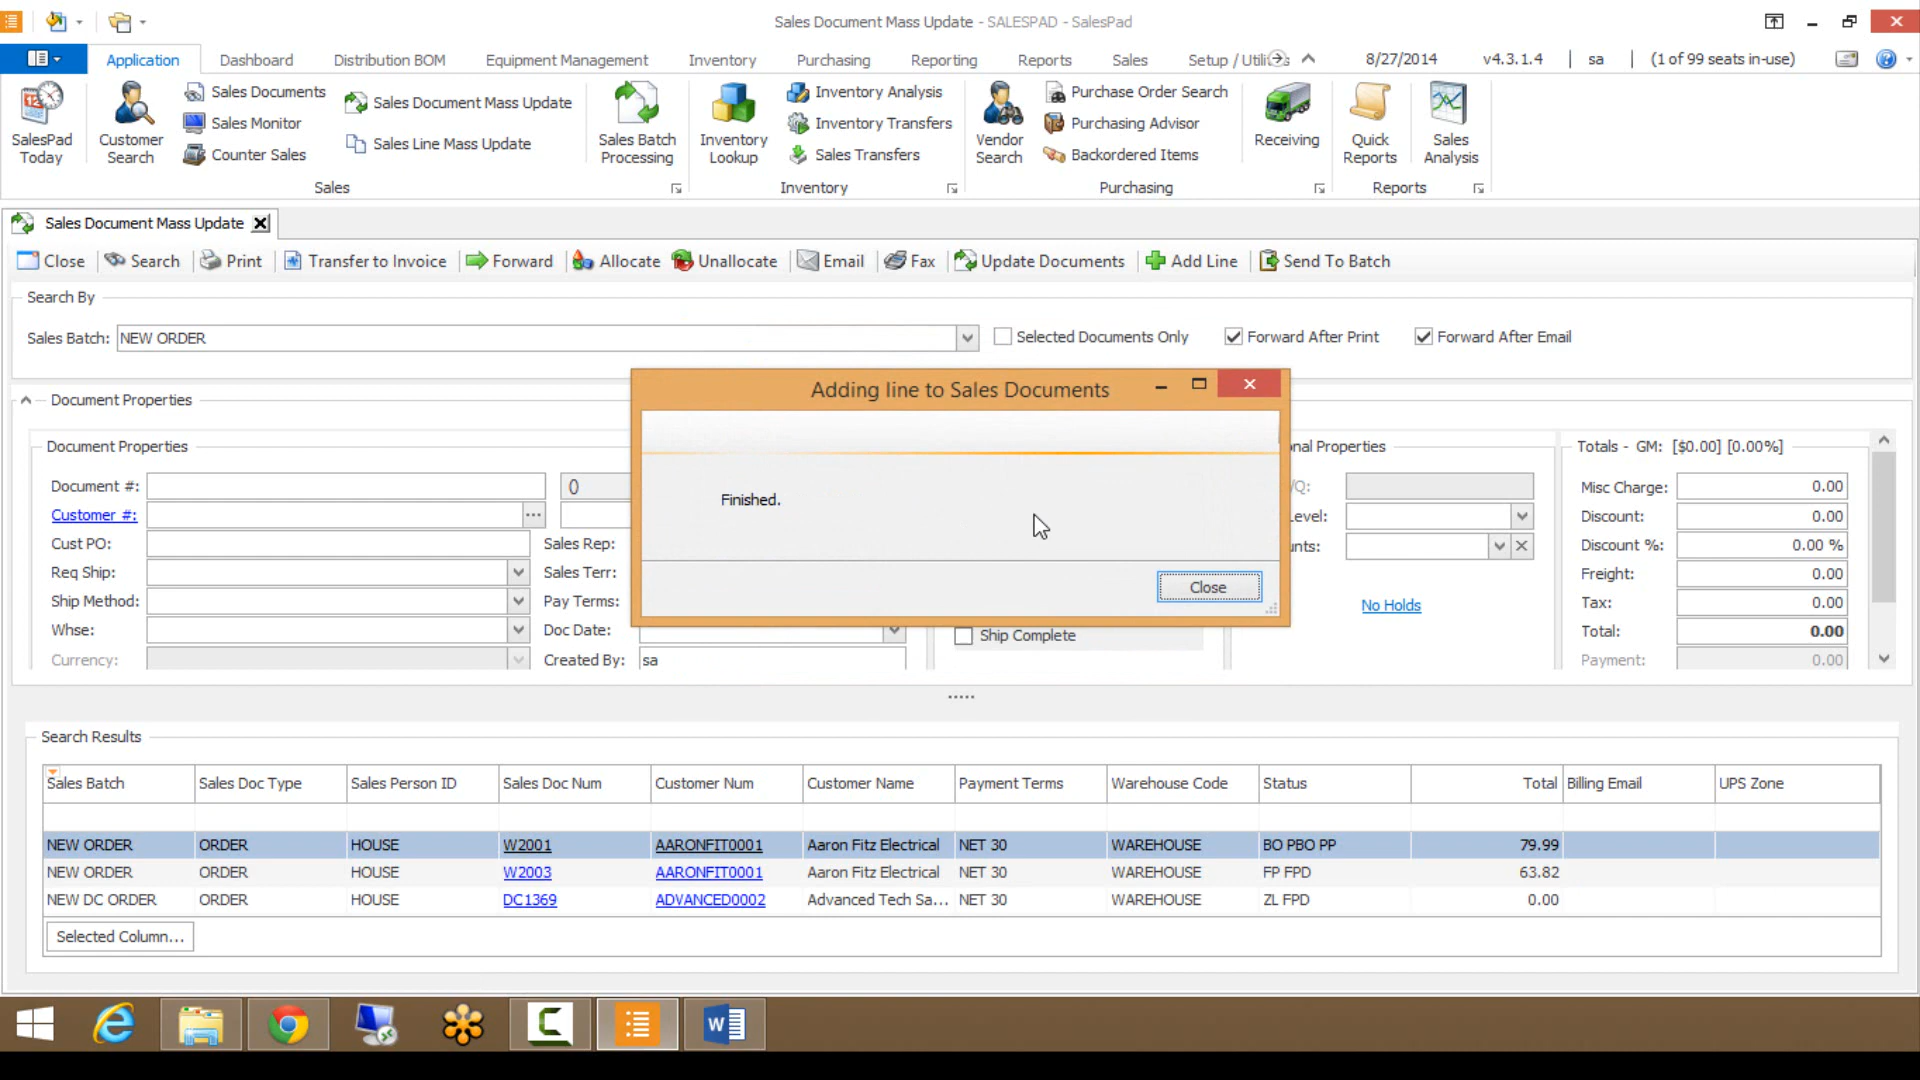 Sales Document Mass Update - SALESPAD - SalesPad
Application Dashboard Distribution BOM Equipment Management Inventory Purchasing Reporting Reports Sales Setup / Utilities 8/27/2014 v4.3.1.4 | sa | (1 of 99 seats in-use)
SalesPad Today
Customer Search
Sales Documents
Sales Monitor
Counter Sales
Sales Document Mass Update
Sales Line Mass Update
Sales Batch Processing
Inventory Lookup
Inventory Analysis
Inventory Transfers
Sales Transfers
Vendor Search
Purchase Order Search
Purchasing Advisor
Backordered Items
Receiving
Quick Reports
Sales Analysis
Sales Inventory Purchasing Reports
Sales Document Mass Update
Close Search Print Transfer to Invoice Forward Allocate Unallocate Email Fax Update Documents Add Line Send To Batch
Search By
Sales Batch: NEW ORDER Selected Documents Only Forward After Print Forward After Email
Adding line to Sales Documents
Finished.
Close
Document Properties
Document Properties
Document #: 0
Customer #: ...
Cust PO: Sales Rep:
Req Ship: Sales Terr:
Ship Method: Pay Terms:
Whse: Doc Date:
Currency: Created By: sa
Ship Complete
nal Properties
/Q:
Level:
unts:
No Holds
Totals - GM: [$0.00] [0.00%]
Misc Charge: 0.00
Discount: 0.00
Discount %: 0.00 %
Freight: 0.00
Tax: 0.00
Total: 0.00
Payment: 0.00
Search Results
Sales Batch Sales Doc Type Sales Person ID Sales Doc Num Customer Num Customer Name Payment Terms Warehouse Code Status Total Billing Email UPS Zone
NEW ORDER ORDER HOUSE W2001 AARONFIT0001 Aaron Fitz Electrical NET 30 WAREHOUSE BO PBO PP 79.99
NEW ORDER ORDER HOUSE W2003 AARONFIT0001 Aaron Fitz Electrical NET 30 WAREHOUSE FP FPD 63.82
NEW DC ORDER ORDER HOUSE DC1369 ADVANCED0002 Advanced Tech Sa... NET 30 WAREHOUSE ZL FPD 0.00
Selected Column...